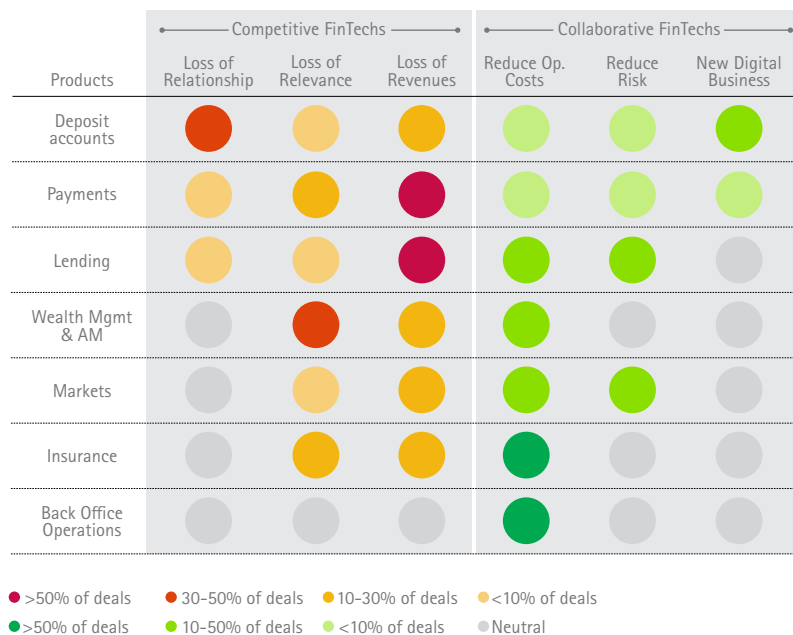 Competitive FinTechs
Collaborative FinTechs
Products
Loss of
Relationship
Loss of
Relevance
Loss of
Revenues
Reduce Op.
Costs
Reduce
Risk
New Digital
Business
Deposit
accounts
Payments
Lending
Wealth Mgmt
& AM
Markets
Insurance
Back Office
Operations
>50% of deals
30-50% of deals
10-30% of deals
<10% of deals
>50% of deals
10-50% of deals
<10% of deals
Neutral